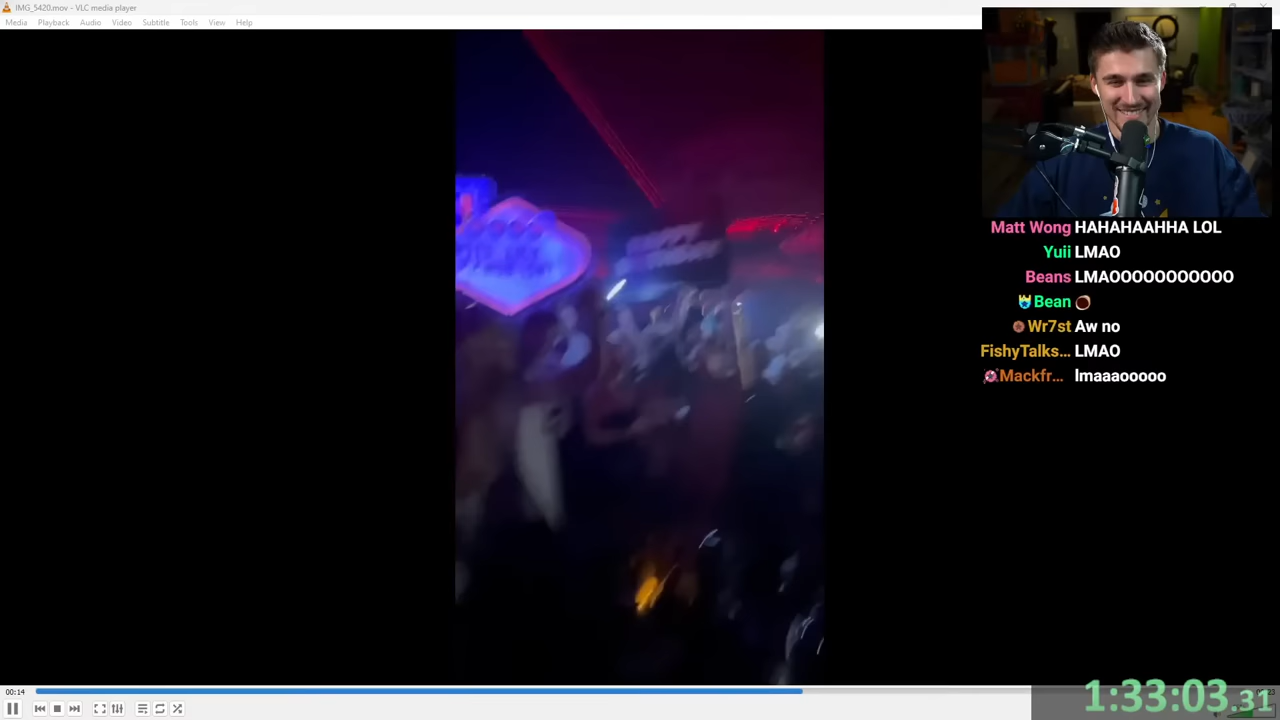 IMG_5420.mov - VLC media player
Media Playback Audio Video Subtitle Tools View Help
Matt Wong HAHAHAAHHA LOL
Yuii LMAO
Beans LMAOOOOOOOOOOO
Bean
Wr7st Aw no
FishyTalks... LMAO
Mackfr... lmaaaooooo
00:14
1:33:03.31